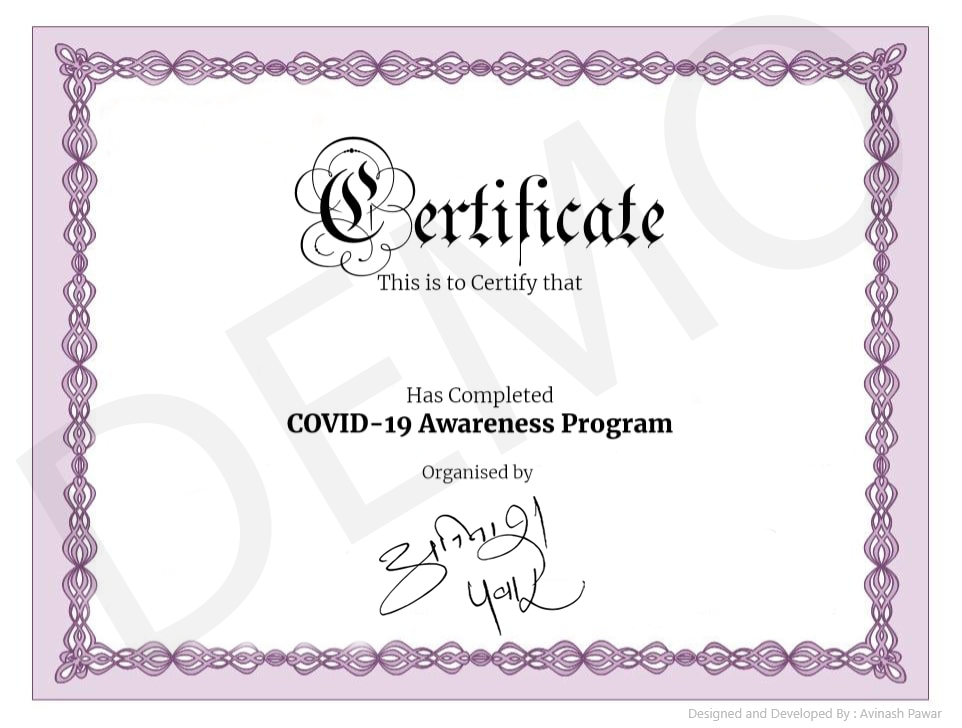 DEMO
Certificate
This is to Certify that
Has Completed
COVID-19 Awareness Program
Organised by
अविनाश
पवार
Designed and Developed By : Avinash Pawar